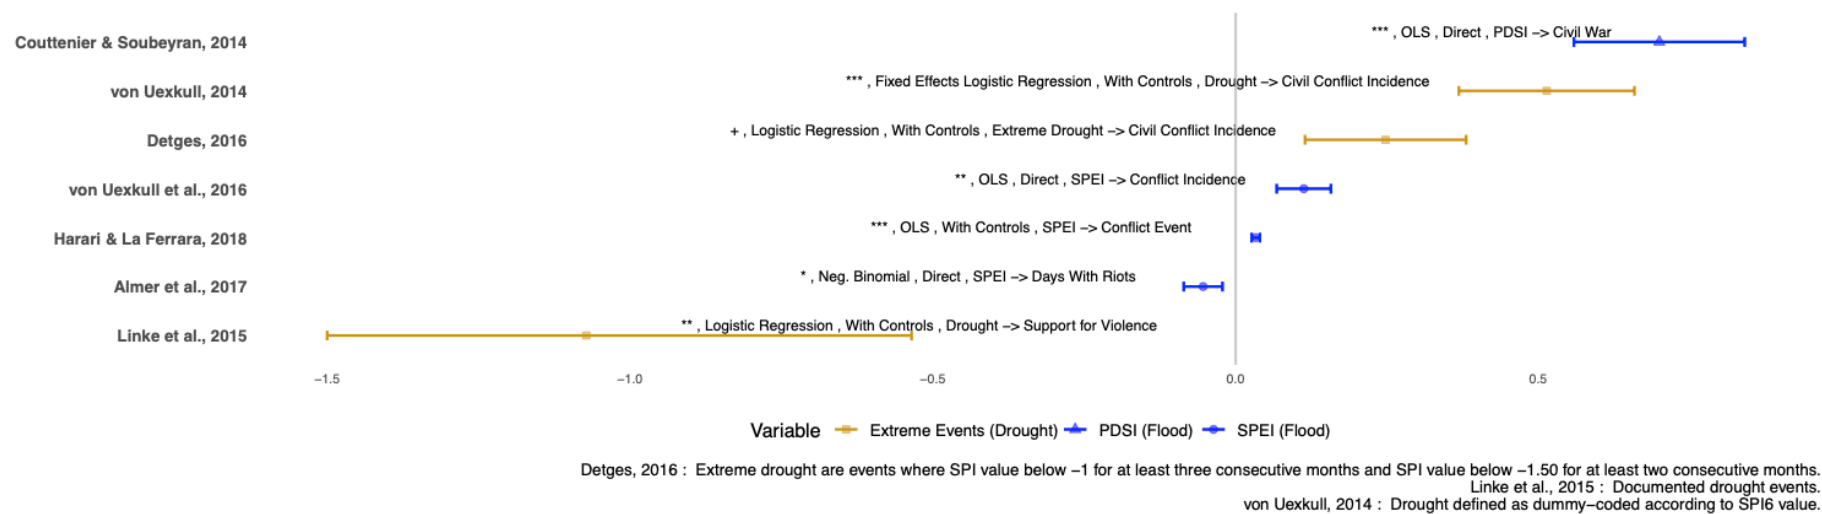 Couttenier & Soubeyran, 2014
*** , OLS , Direct , PDSI −> Civil War
von Uexkull, 2014
*** , Fixed Effects Logistic Regression , With Controls , Drought −> Civil Conflict Incidence
Detges, 2016
+ , Logistic Regression , With Controls , Extreme Drought −> Civil Conflict Incidence
von Uexkull et al., 2016
** , OLS , Direct , SPEI −> Conflict Incidence
Harari & La Ferrara, 2018
*** , OLS , With Controls , SPEI −> Conflict Event
Almer et al., 2017
* , Neg. Binomial , Direct , SPEI −> Days With Riots
Linke et al., 2015
** , Logistic Regression , With Controls , Drought −> Support for Violence
−1.5 −1.0 −0.5 0.0 0.5
Variable Extreme Events (Drought) PDSI (Flood) SPEI (Flood)
Detges, 2016 : Extreme drought are events where SPI value below −1 for at least three consecutive months and SPI value below −1.50 for at least two consecutive months.
Linke et al., 2015 : Documented drought events.
von Uexkull, 2014 : Drought defined as dummy−coded according to SPI6 value.